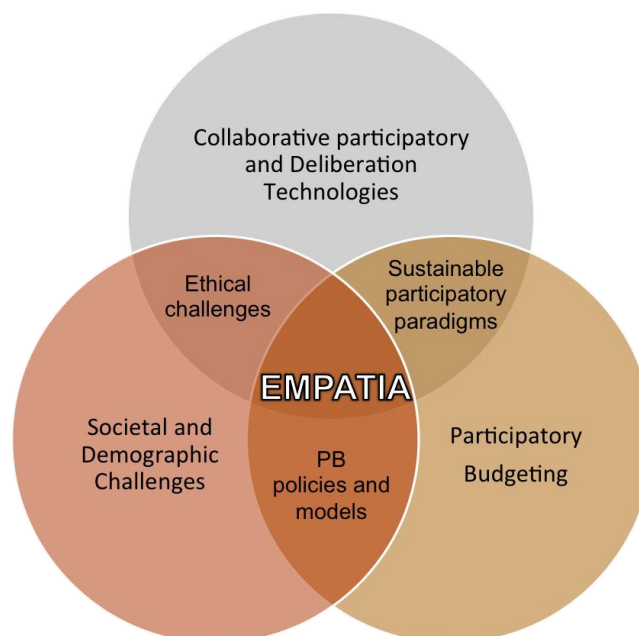 Collaborative participatory
and Deliberation
Technologies
Ethical
challenges
Sustainable
participatory
paradigms
EMPATIA
Societal and
Demographic
Challenges
PB
policies and
models
Participatory
Budgeting